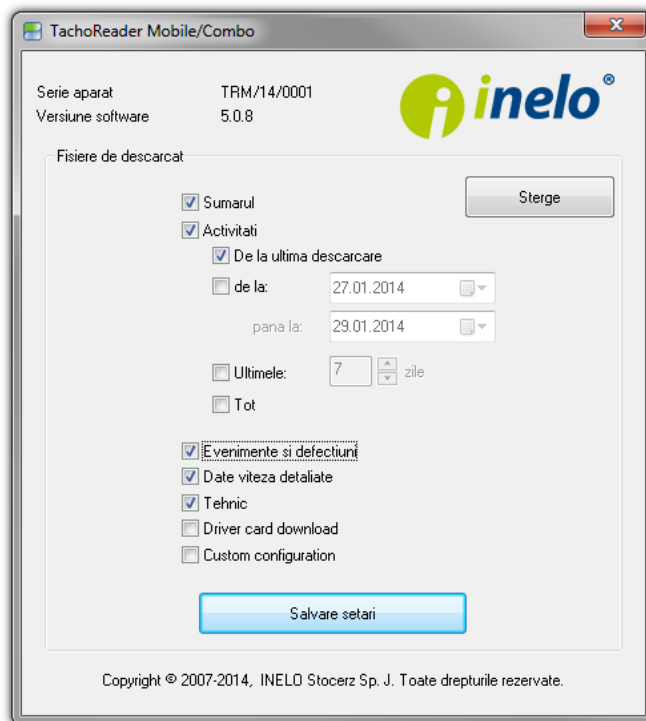 TachoReader Mobile/Combo
Serie aparat TRM/14/0001
Versiune software 5.0.8
inelo®
Fisiere de descarcat
Sterge
Sumarul
Activitati
De la ultima descarcare
de la: 27.01.2014
pana la: 29.01.2014
Ultimele: 7 zile
Tot
Evenimente si defectiuni
Date viteza detaliate
Tehnic
Driver card download
Custom configuration
Salvare setari
Copyright © 2007-2014, INELO Stocerz Sp. J. Toate drepturile rezervate.